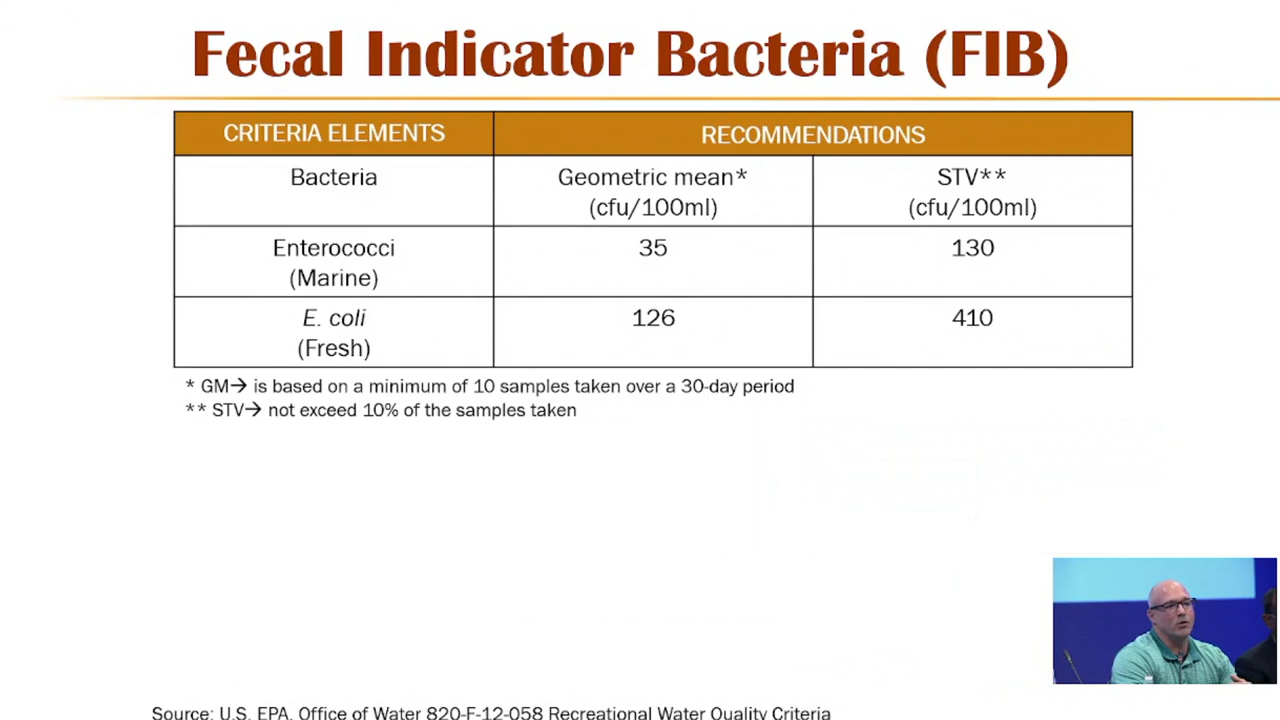 Fecal Indicator Bacteria (FIB)
CRITERIA ELEMENTS
RECOMMENDATIONS
Bacteria
Geometric mean*
(cfu/100ml)
STV**
(cfu/100ml)
Enterococci
(Marine)
35
130
E. coli
(Fresh)
126
410
* GM→ is based on a minimum of 10 samples taken over a 30-day period
** STV→ not exceed 10% of the samples taken
Source: U.S. EPA, Office of Water 820-F-12-058 Recreational Water Quality Criteria